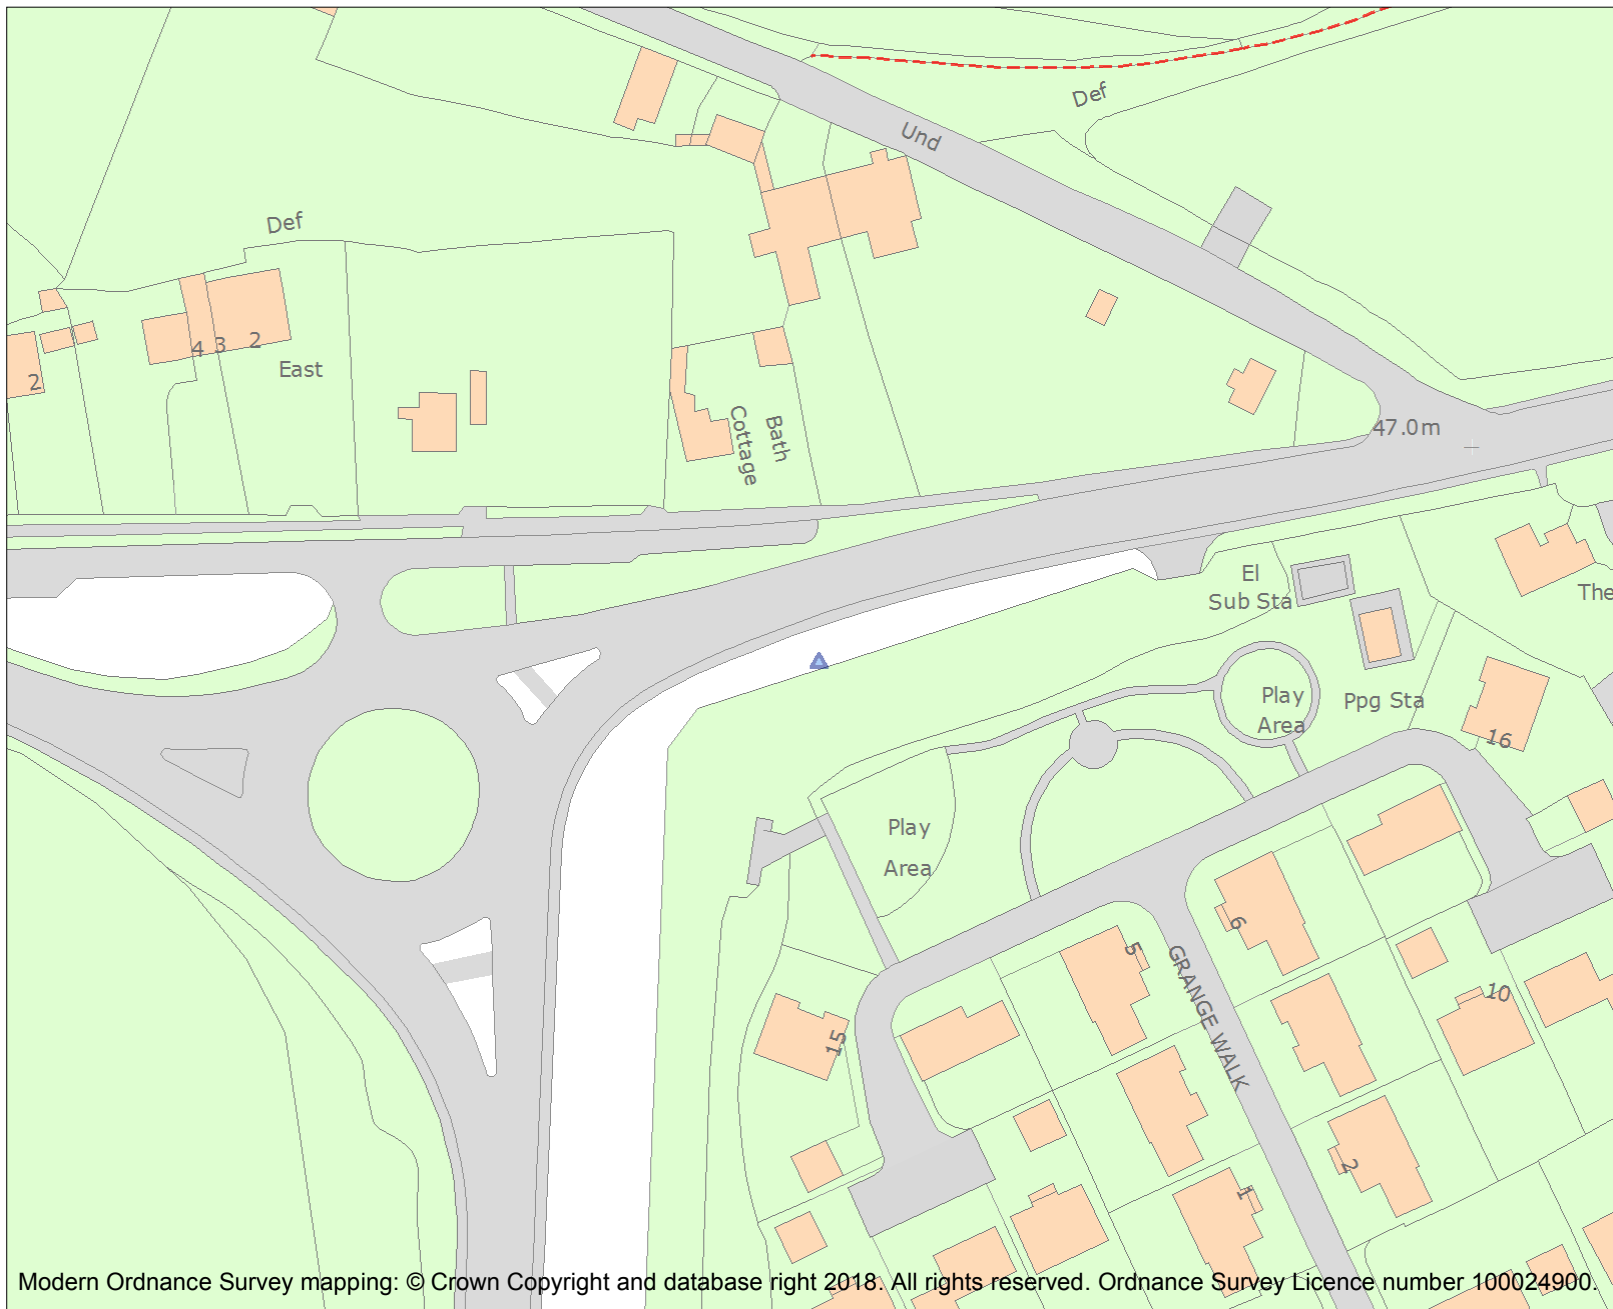 Def
Und
Def
4 3 2
2
East
Bath
Cottage
47.0m
El
Sub Sta
The
Play
Area
Ppg Sta
16
Play
Area
6
5
GRANGE WALK
10
15
2
1
Modern Ordnance Survey mapping: © Crown Copyright and database right 2018. All rights reserved. Ordnance Survey Licence number 100024900.